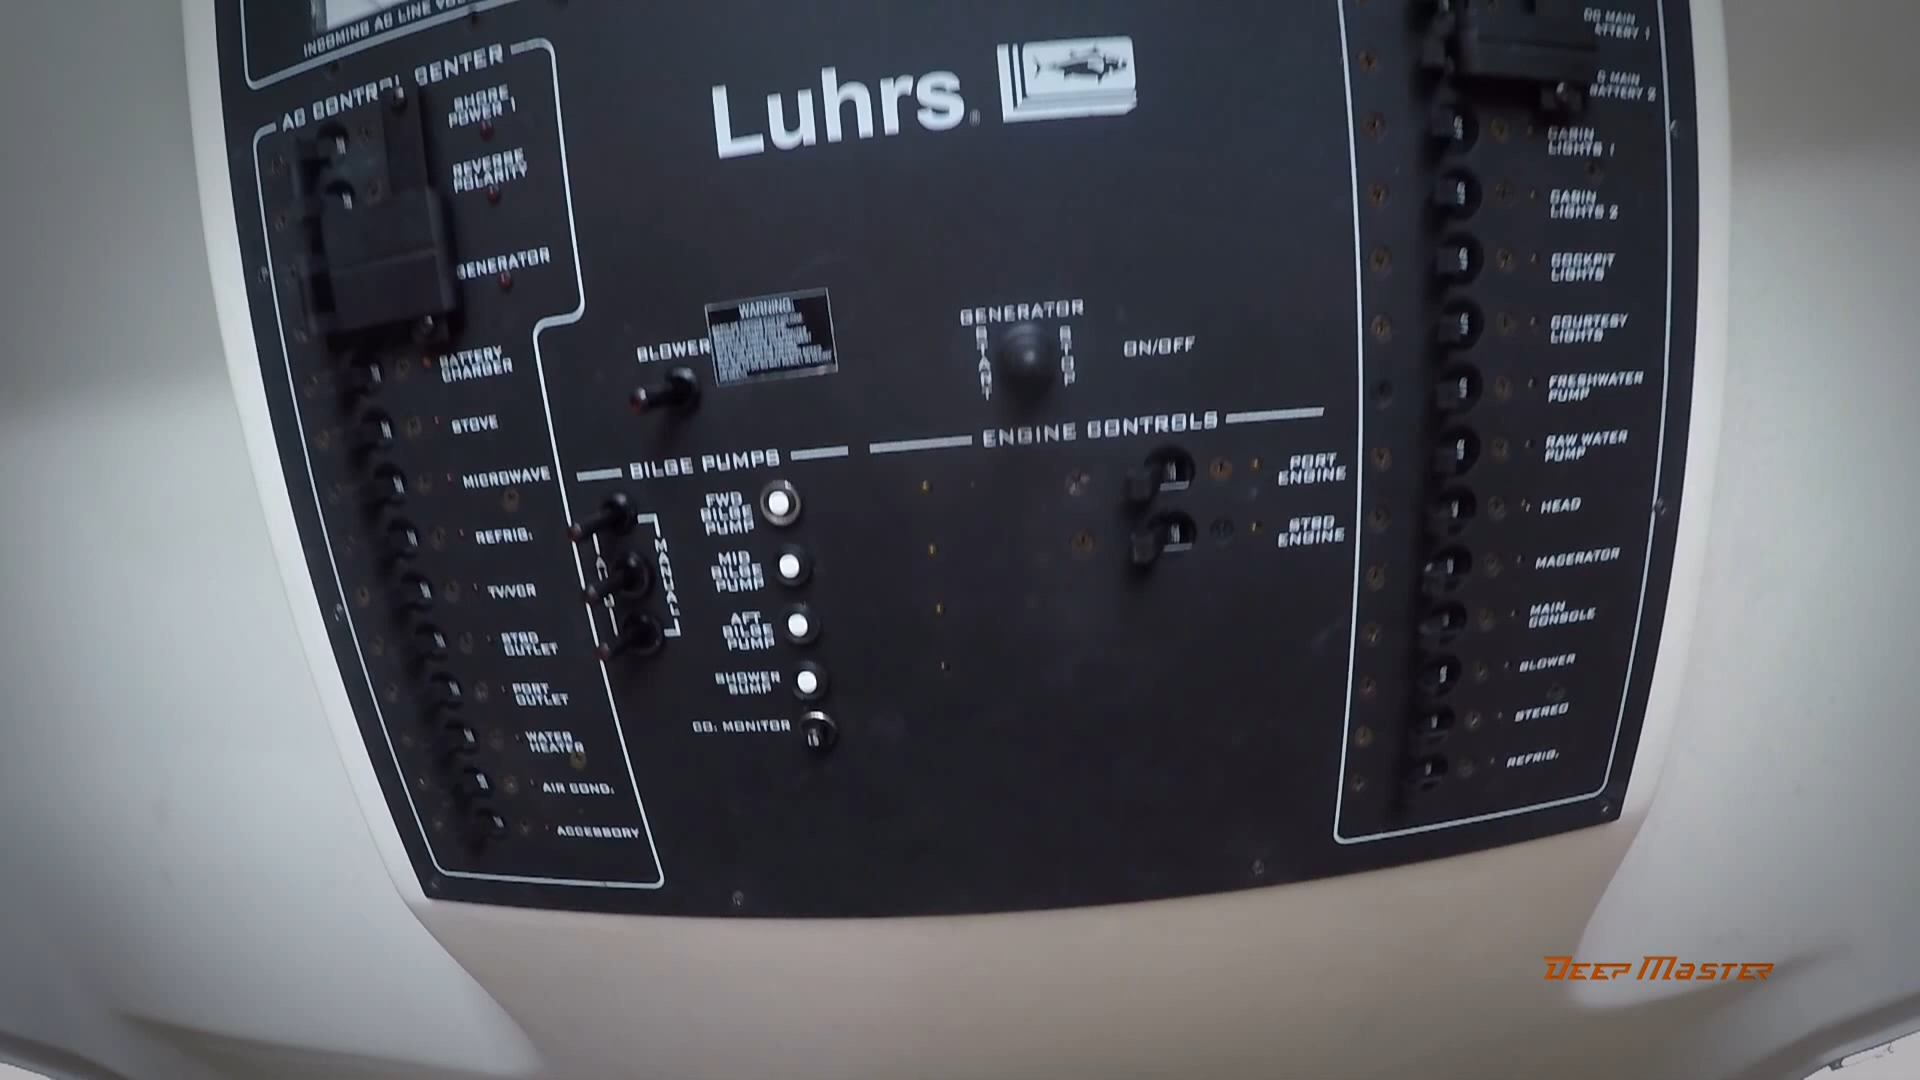 INCOMING AC LINE
AC CONTROL CENTER
SHORE
POWER 1
REVERSE
POLARITY
GENERATOR
BATTERY
CHARGER
STOVE
MICROWAVE
REFRIG.
TV/VCR
STBD
OUTLET
PORT
OUTLET
WATER
HEATER
AIR COND.
ACCESSORY
Luhrs
WARNING
BLOWER
GENERATOR
START
STOP
ON/OFF
BILGE PUMPS
MANUAL
FWD
BILGE
PUMP
MID
BILGE
PUMP
AFT
BILGE
PUMP
SHOWER
SUMP
CO. MONITOR
15
ENGINE CONTROLS
PORT
ENGINE
STBD
ENGINE
DC MAIN
BATTERY 1
MAIN
BATTERY 2
CABIN
LIGHTS 1
CABIN
LIGHTS 2
COCKPIT
LIGHTS
COURTESY
LIGHTS
FRESHWATER
PUMP
RAW WATER
PUMP
HEAD
MACERATOR
MAIN
CONSOLE
BLOWER
STEREO
REFRIG.
DEEP MASTER